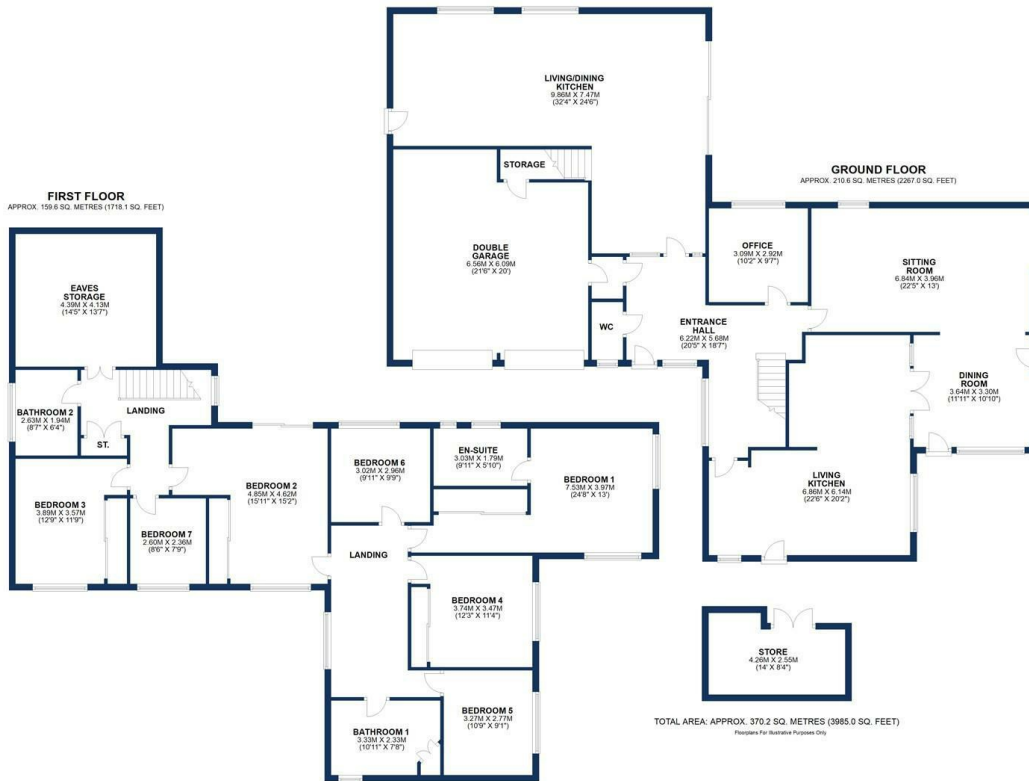 LIVING/DINING
KITCHEN
9.86M X 7.47M
(32'4" X 24'6")
STORAGE
GROUND FLOOR
APPROX. 210.6 SQ. METRES (2267.0 SQ. FEET)
DOUBLE
GARAGE
6.56M X 6.09M
(21'6" X 20')
OFFICE
3.09M X 2.92M
(10'2" X 9'7")
SITTING
ROOM
6.84M X 3.96M
(22'5" X 13')
WC
ENTRANCE
HALL
6.22M X 5.68M
(20'5" X 18'7")
DINING
ROOM
3.64M X 3.30M
(11'11" X 10'10")
LIVING
KITCHEN
6.86M X 6.14M
(22'6" X 20'2")
FIRST FLOOR
APPROX. 159.6 SQ. METRES (1718.1 SQ. FEET)
EAVES
STORAGE
4.39M X 4.13M
(14'5" X 13'7")
BATHROOM 2
2.63M X 1.94M
(8'7" X 6'4")
LANDING
ST.
BEDROOM 3
3.89M X 3.57M
(12'9" X 11'9")
BEDROOM 7
2.60M X 2.36M
(8'6" X 7'9")
BEDROOM 2
4.85M X 4.62M
(15'11" X 15'2")
BEDROOM 6
3.02M X 2.96M
(9'11" X 9'9")
EN-SUITE
3.03M X 1.79M
(9'11" X 5'10")
BEDROOM 1
7.53M X 3.97M
(24'8" X 13')
LANDING
BEDROOM 4
3.74M X 3.47M
(12'3" X 11'4")
BEDROOM 5
3.27M X 2.77M
(10'9" X 9'1")
BATHROOM 1
3.33M X 2.33M
(10'11" X 7'8")
STORE
4.26M X 2.55M
(14' X 8'4")
TOTAL AREA: APPROX. 370.2 SQ. METRES (3985.0 SQ. FEET)
Floorplans For Illustrative Purposes Only